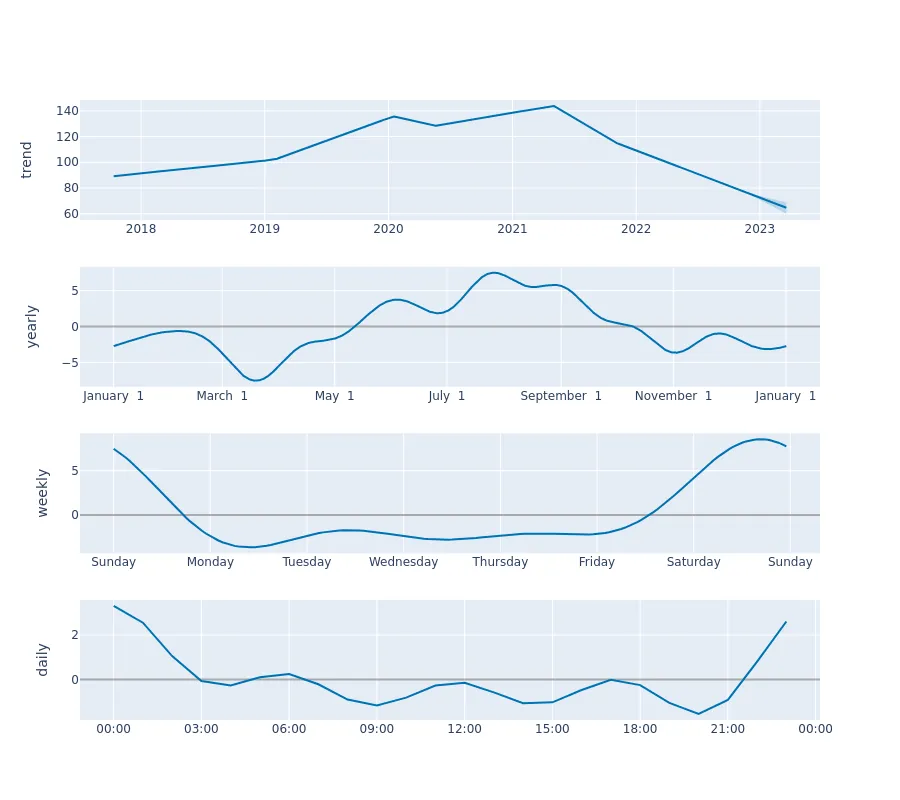 trend
140
120
100
80
60
2018 2019 2020 2021 2022 2023
yearly
5
0
−5
January 1 March 1 May 1 July 1 September 1 November 1 January 1
weekly
5
0
Sunday Monday Tuesday Wednesday Thursday Friday Saturday Sunday
daily
2
0
00:00 03:00 06:00 09:00 12:00 15:00 18:00 21:00 00:00